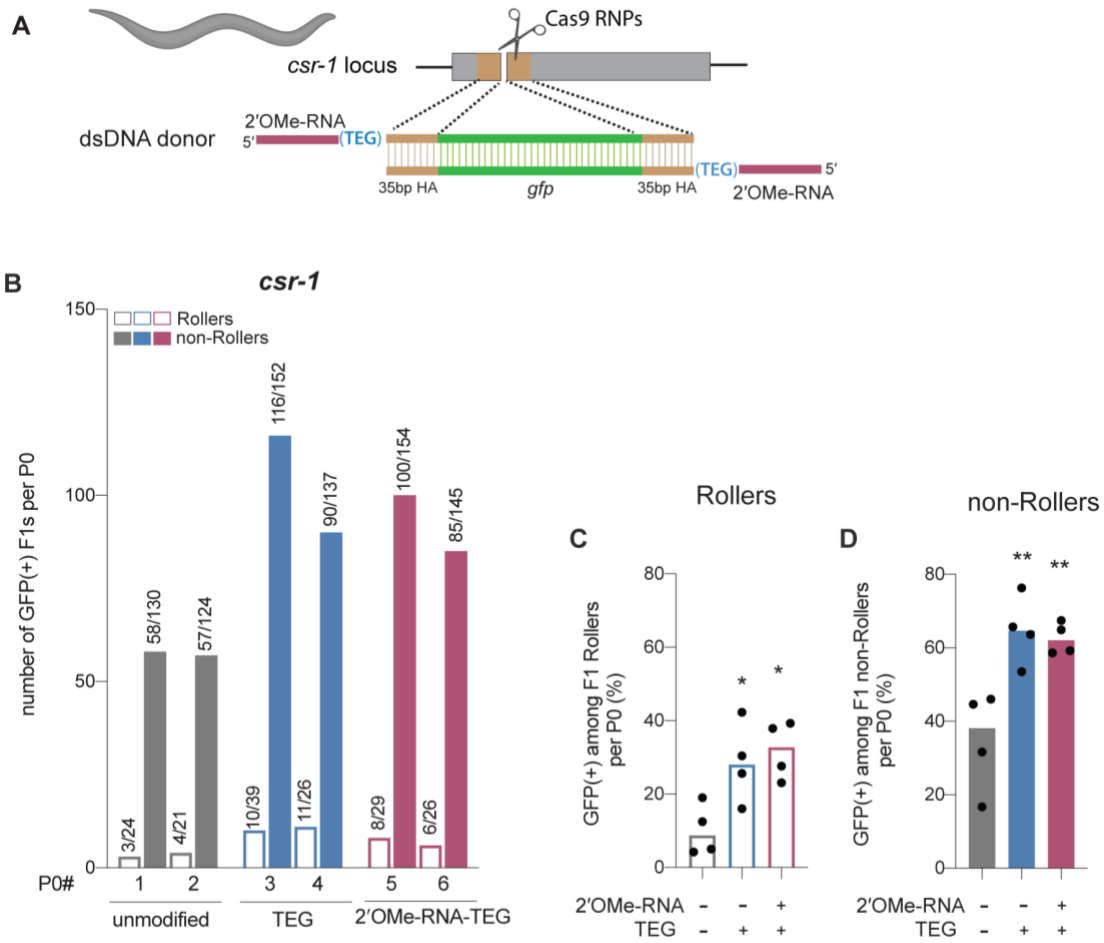 A
Cas9 RNPs
csr-1 locus
2'OMe-RNA
dsDNA donor
5'
(TEG)
(TEG)
5'
35bp HA
gfp
35bp HA
2'OMe-RNA
B
csr-1
150
100
50
0
number of GFP(+) F1s per P0
Rollers
non-Rollers
3/24
58/130
4/21
57/124
10/39
116/152
11/26
90/137
8/29
100/154
6/26
85/145
P0#
1
2
3
4
5
6
unmodified
TEG
2'OMe-RNA-TEG
C
Rollers
GFP(+) among F1 Rollers
per P0 (%)
80
60
40
20
0
*
*
2'OMe-RNA
- - +
TEG
- + +
D
non-Rollers
GFP(+) among F1 non-Rollers
per P0 (%)
80
60
40
20
0
**
**
2'OMe-RNA
- - +
TEG
- + +